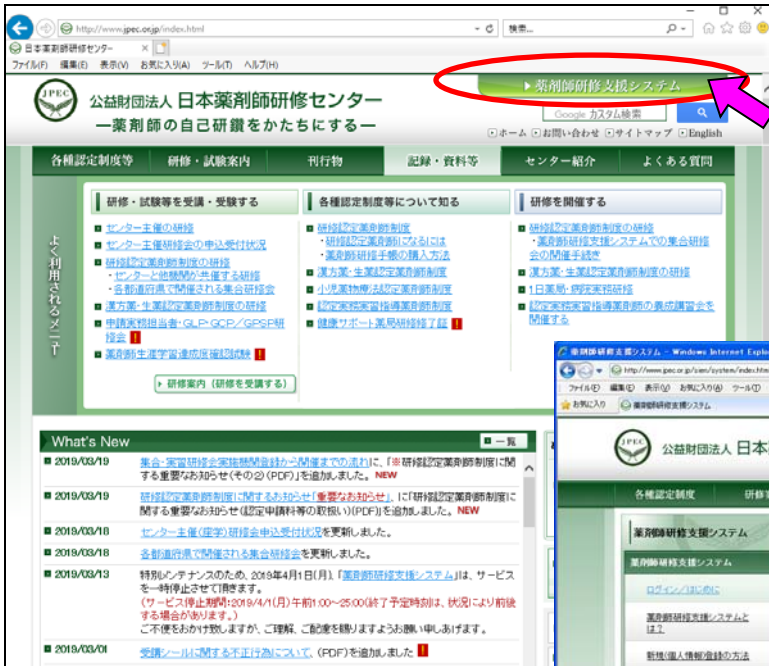 http://www.jpec.or.jp/index.html
検索...
日本薬剤師研修センター
ファイル(F) 編集(E) 表示(V) お気に入り(A) ツール(T) ヘルプ(H)
JPEC
公益財団法人 日本薬剤師研修センター
―薬剤師の自己研鑽をかたちにする―
薬剤師研修支援システム
Google カスタム検索
ホーム お問い合わせ サイトマップ English
各種認定制度等 研修・試験案内 刊行物 記録・資料等 センター紹介 よくある質問
よく利用されるメニュー
研修・試験等を受講・受験する
センター主催の研修
センター主催研修会の申込受付状況
研修認定薬剤師制度の研修
・センターと他機関が共催する研修
・各都道府県で開催される集合研修会
漢方薬・生薬認定薬剤師制度の研修
申請実務担当者・GLP・GCP/GPSP研修会
薬剤師生涯学習達成度確認試験
研修案内(研修を受講する)
各種認定制度等について知る
研修認定薬剤師制度
・研修認定薬剤師になるには
・薬剤師研修手帳の購入方法
漢方薬・生薬認定薬剤師制度
小児薬物療法認定薬剤師制度
認定実務実習指導薬剤師制度
健康サポート薬局研修修了証
研修を開催する
研修認定薬剤師制度の研修
・薬剤師研修支援システムでの集合研修
会の開催手続き
漢方薬・生薬認定薬剤師制度の研修
1日薬局・病院実務研修
認定実務実習指導薬剤師の養成講習会を
開催する
What's New
一覧
2019/03/19 集合・実習研修会実施機関登録から開催までの流れに、「※研修認定薬剤師制度に関
する重要なお知らせ(その2)(PDF)」を追加しました。NEW
2019/03/19 研修認定薬剤師制度に関するお知らせ「重要なお知らせ」、に「研修認定薬剤師制度に
関する重要なお知らせ(認定申請料等の取扱い)(PDF)」を追加しました。NEW
2019/03/18 センター主催(座学)研修会申込受付状況を更新しました。
2019/03/18 各都道府県で開催される集合研修会を更新しました。
2019/03/13 特別メンテナンスのため、2019年4月1日(月)、「薬剤師研修支援システム」は、サービス
を一時停止させて頂きます。
(サービス停止期間:2019/4/1(月)午前1:00~25:00(終了予定時刻は、状況により前後
する場合があります。)
ご不便をおかけ致しますが、ご理解、ご配慮を賜りますようお願い申しあげます。
2019/03/01 受講シールに関する不正行為について、(PDF)を追加しました
薬剤師研修支援システム - Windows Internet Explo
http://www.jpec.or.jp/sien/system/index.htm
ファイル(F) 編集(E) 表示(V) お気に入り(A) ツール(T)
お気に入り 薬剤師研修支援システム
JPEC
公益財団法人 日本
各種認定制度 研修
薬剤師研修支援システム
薬剤師研修支援システム
ログイン/はじめに
薬剤師研修支援システムと
は?
新規(個人情報)登録の方法